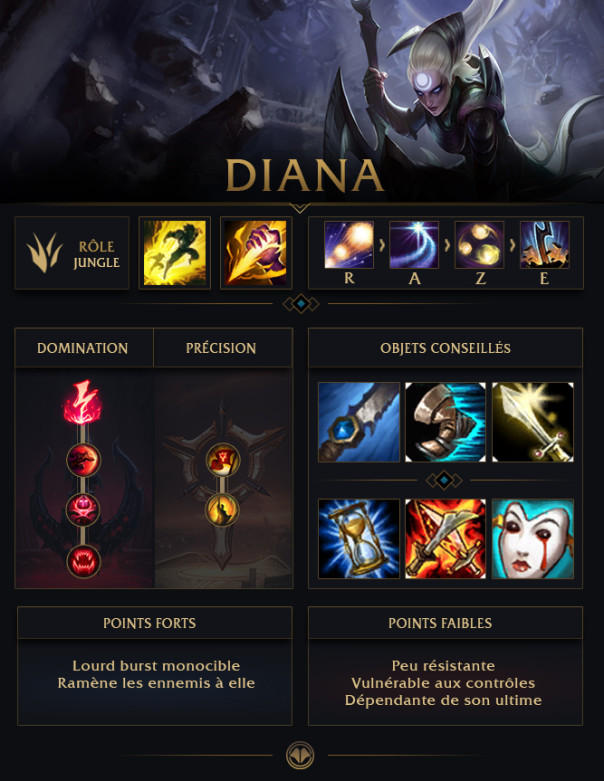 DIANA
RÔLE
JUNGLE
R A Z E
DOMINATION
PRÉCISION
OBJETS CONSEILLÉS
POINTS FORTS
Lourd burst monocible
Ramène les ennemis à elle
POINTS FAIBLES
Peu résistante
Vulnérable aux contrôles
Dépendante de son ultime